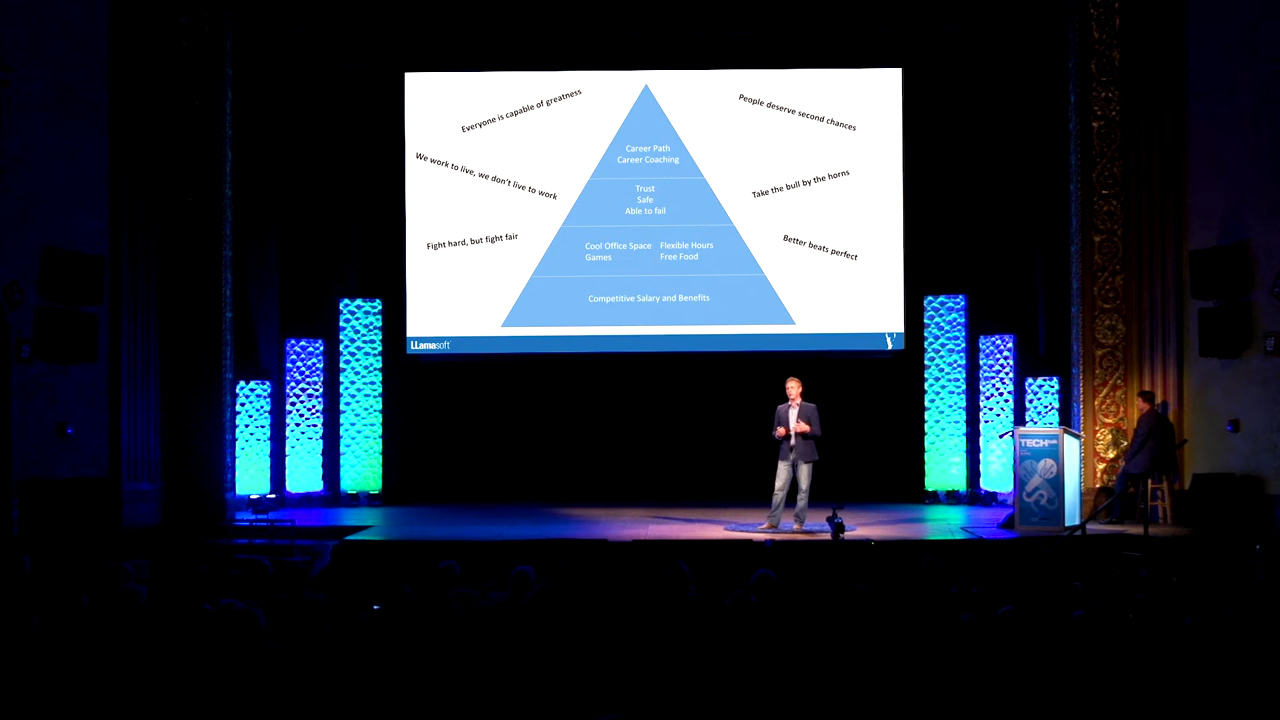 Everyone is capable of greatness
People deserve second chances
Career Path
Career Coaching
We work to live, we don't live to work
Take the bull by the horns
Trust
Safe
Able to fail
Fight hard, but fight fair
Better beats perfect
Cool Office Space Flexible Hours
Games Free Food
Competitive Salary and Benefits
LLamasoft
TECH